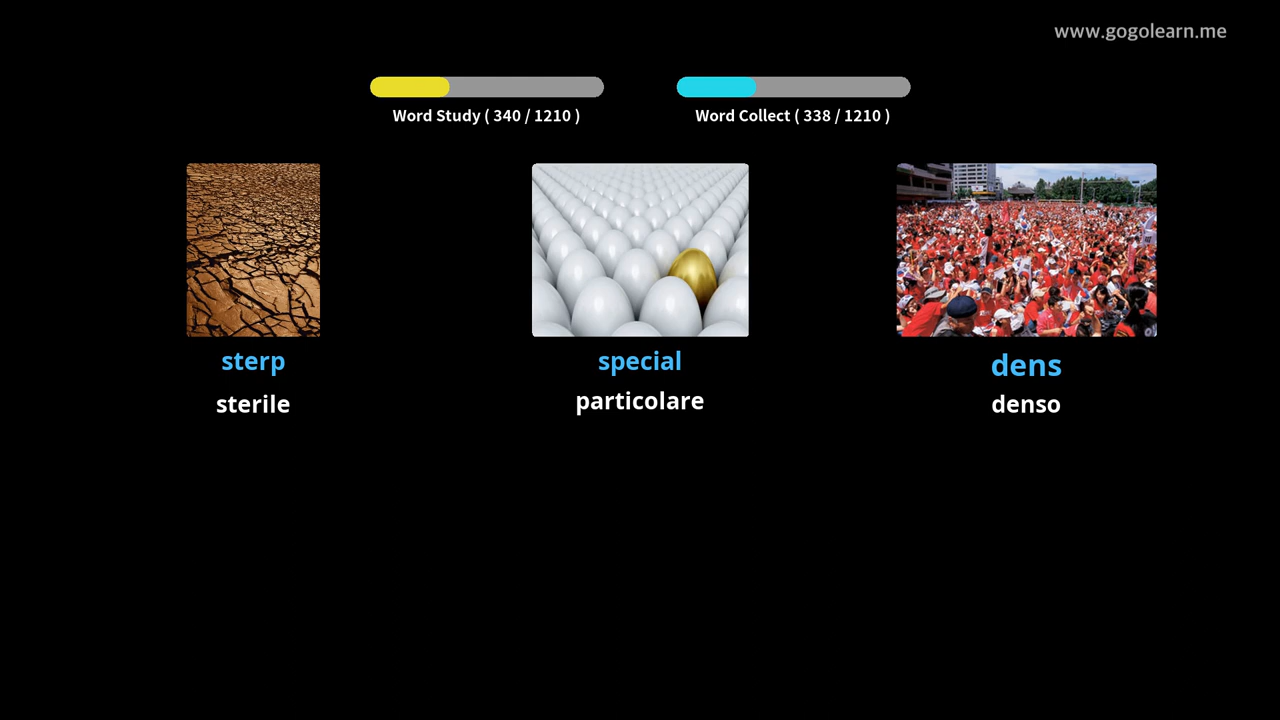 www.gogolearn.me
Word Study ( 340 / 1210 )
Word Collect ( 338 / 1210 )
sterp
special
dens
sterile
particolare
denso